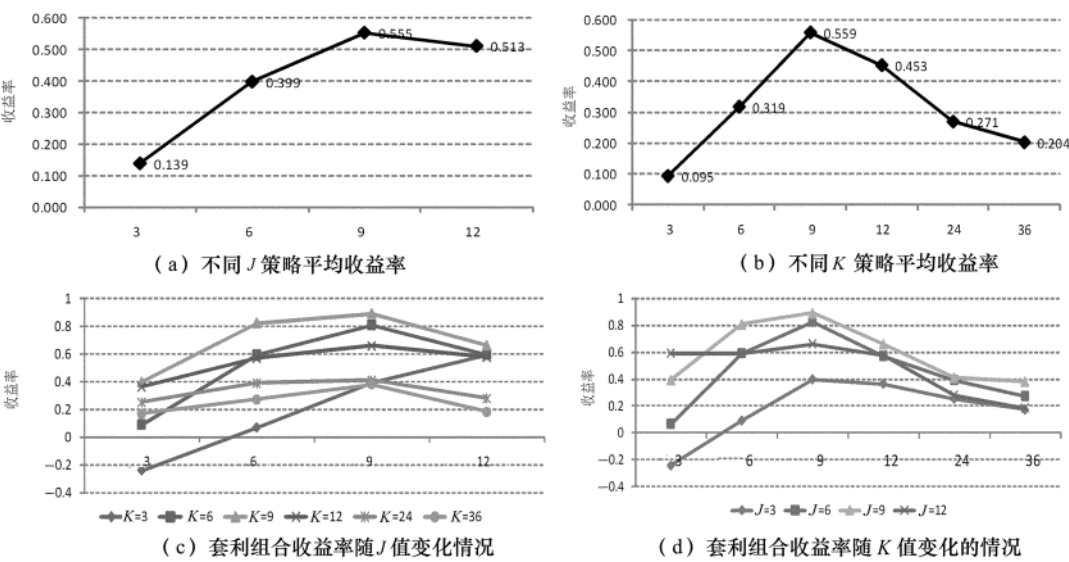 0.600
0.500
0.400
0.300
0.200
0.100
0.000
收益率
0.139
0.399
0.555
0.513
3 6 9 12
(a) 不同J策略平均收益率
0.600
0.500
0.400
0.300
0.200
0.100
0.000
收益率
0.095
0.319
0.559
0.453
0.271
0.204
3 6 9 12 24 36
(b) 不同K 策略平均收益率
1
0.8
0.6
0.4
0.2
0
−0.2
−0.4
收益率
3 6 9 12
K=3 K=6 K=9 K=12 K=24 K=36
(c) 套利组合收益率随J值变化情况
1
0.8
0.6
0.4
0.2
0
−0.2
−0.4
收益率
3 6 9 12 24 36
J=3 J=6 J=9 J=12
(d) 套利组合收益率随 K 值变化的情况